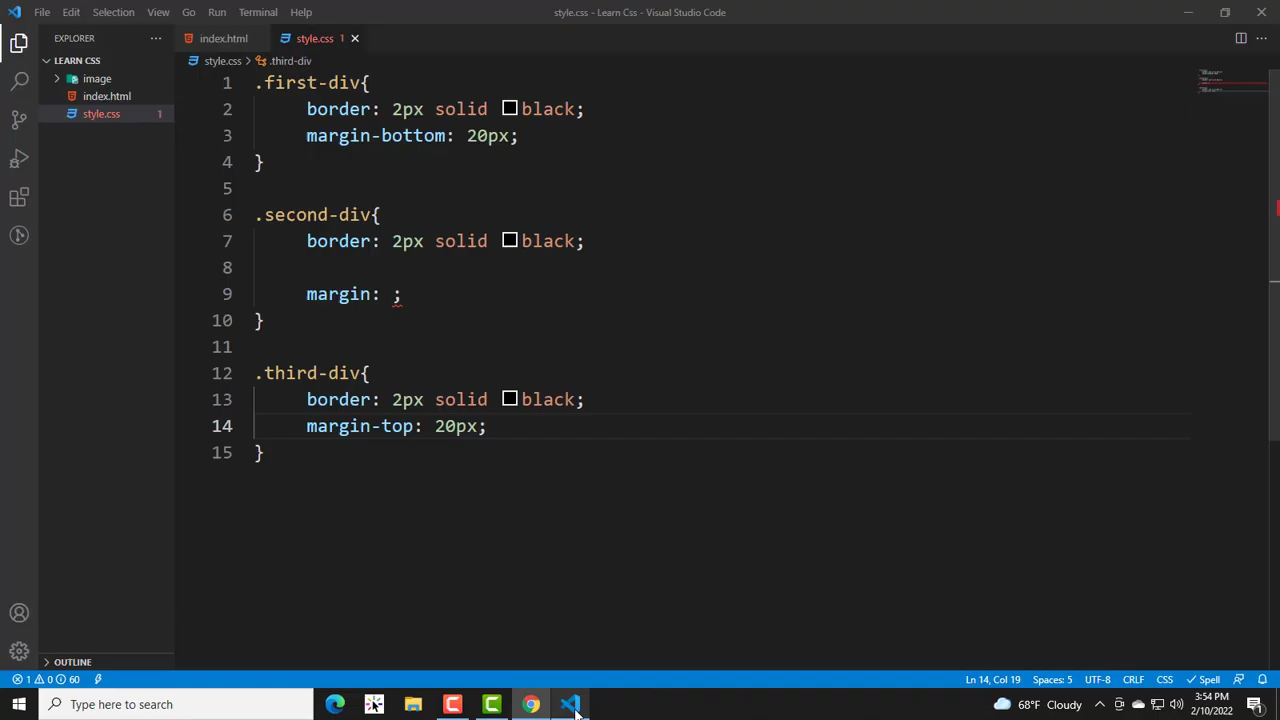 File Edit Selection View Go Run Terminal Help
style.css - Learn Css - Visual Studio Code
EXPLORER
LEARN CSS
image
index.html
style.css 1
index.html
style.css 1
style.css > .third-div
1 .first-div{
2 border: 2px solid black;
3 margin-bottom: 20px;
4 }
5
6 .second-div{
7 border: 2px solid black;
8
9 margin: ;
10 }
11
12 .third-div{
13 border: 2px solid black;
14 margin-top: 20px;
15 }
OUTLINE
1 0 60
Ln 14, Col 19 Spaces: 5 UTF-8 CRLF CSS Spell
Type here to search
68°F Cloudy
3:54 PM
2/10/2022
1